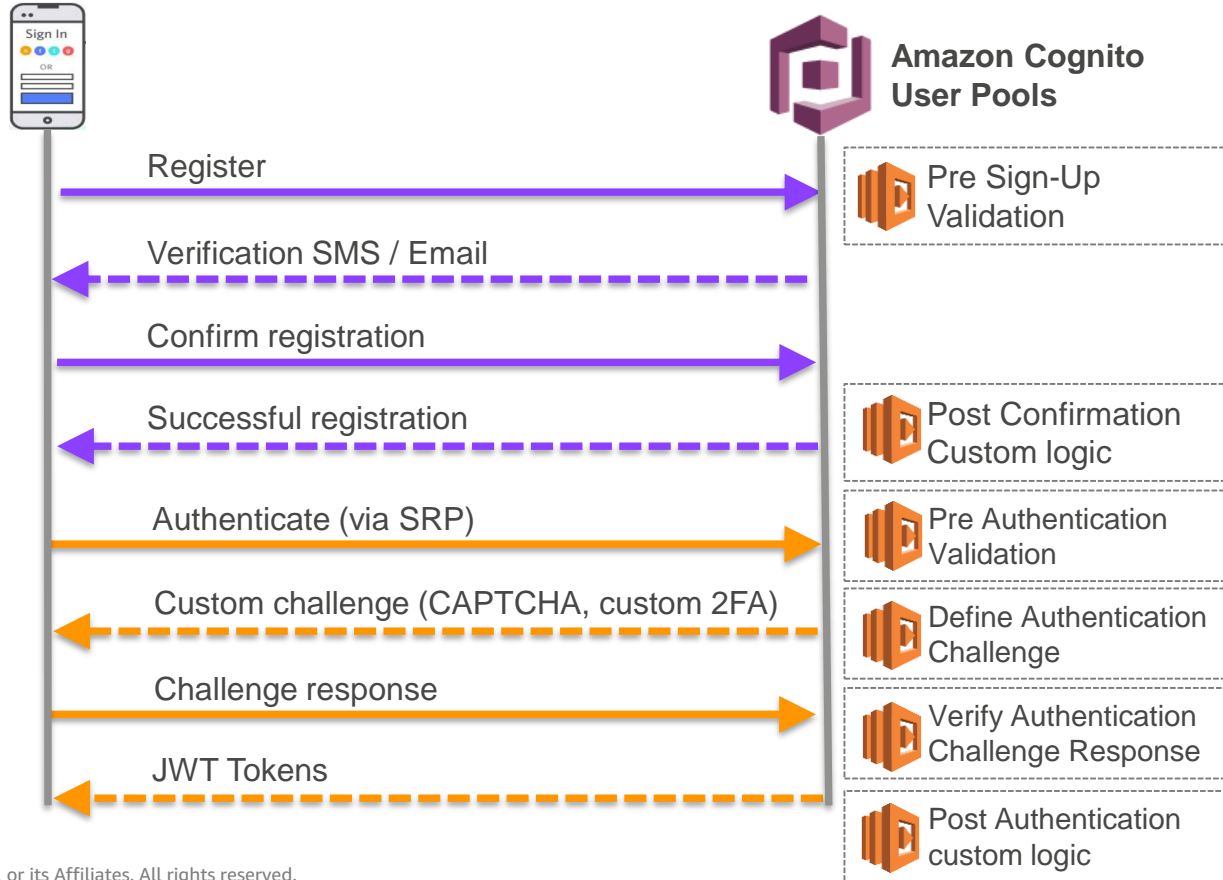 Sign In
OR
Amazon Cognito
User Pools
Register
Pre Sign-Up
Validation
Verification SMS / Email
Confirm registration
Successful registration
Post Confirmation
Custom logic
Authenticate (via SRP)
Pre Authentication
Validation
Custom challenge (CAPTCHA, custom 2FA)
Define Authentication
Challenge
Challenge response
Verify Authentication
Challenge Response
JWT Tokens
Post Authentication
custom logic
or its Affiliates. All rights reserved.